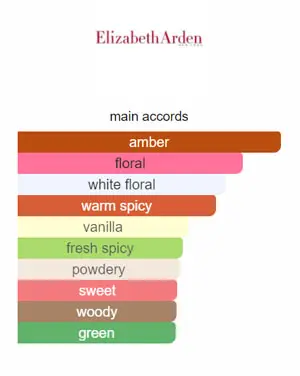 ElizabethArden
main accords
amber
floral
white floral
warm spicy
vanilla
fresh spicy
powdery
sweet
woody
green